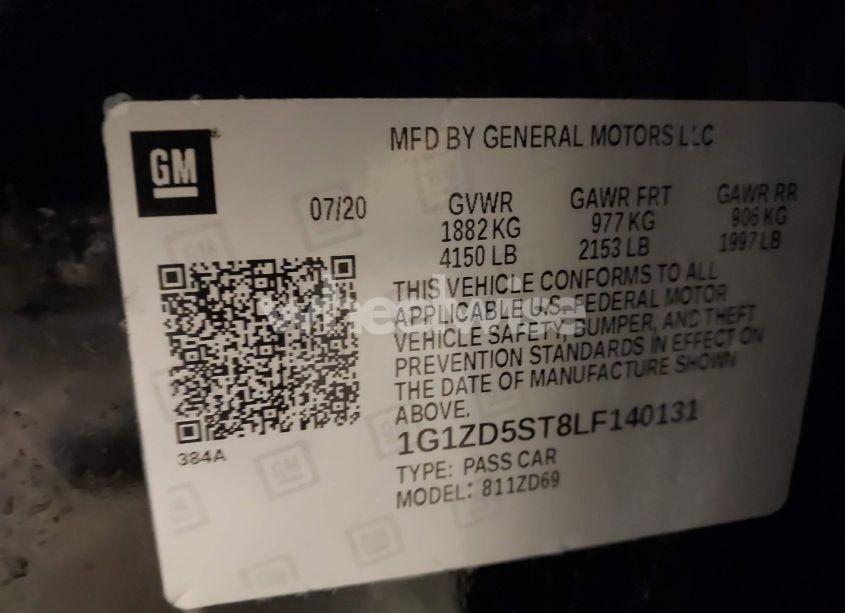 GM
MFD BY GENERAL MOTORS LLC
07/20
GVWR GAWR FRT GAWR RR
1882 KG 977 KG 906 KG
4150 LB 2153 LB 1997 LB
THIS VEHICLE CONFORMS TO ALL
APPLICABLE U.S. FEDERAL MOTOR
VEHICLE SAFETY, BUMPER, AND THEFT
PREVENTION STANDARDS IN EFFECT ON
THE DATE OF MANUFACTURE SHOWN
ABOVE.
1G1ZD5ST8LF140131
384A
TYPE: PASS CAR
MODEL: 811ZD69